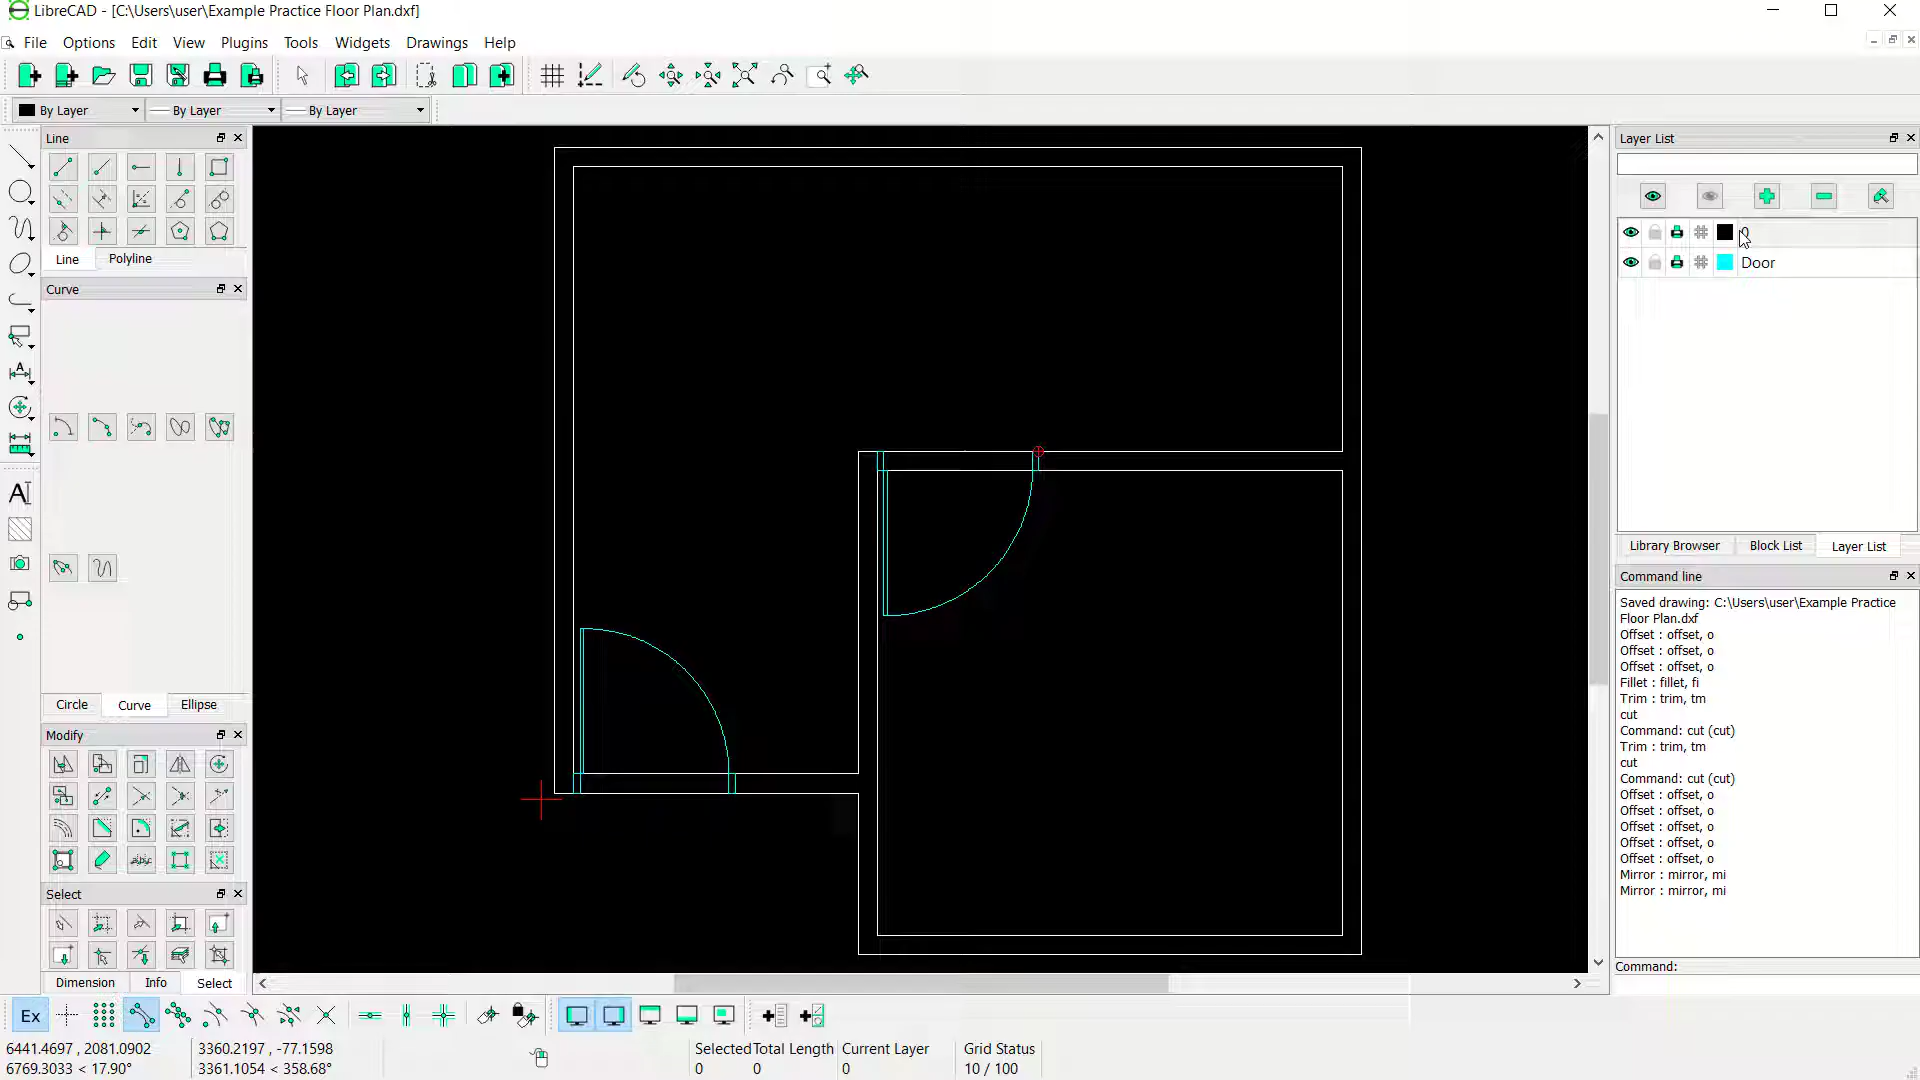 LibreCAD - [C:\Users\user\Example Practice Floor Plan.dxf]
File Options Edit View Plugins Tools Widgets Drawings Help
By Layer By Layer By Layer
Line
Line Polyline
Curve
Circle Curve Ellipse
Modify
abc
Select
Dimension Info Select
A
A
Layer List
0
Door
Library Browser Block List Layer List
Command line
Saved drawing: C:\Users\user\Example Practice
Floor Plan.dxf
Offset : offset, o
Offset : offset, o
Offset : offset, o
Fillet : fillet, fi
Trim : trim, tm
cut
Command: cut (cut)
Trim : trim, tm
cut
Command: cut (cut)
Offset : offset, o
Offset : offset, o
Offset : offset, o
Offset : offset, o
Offset : offset, o
Mirror : mirror, mi
Mirror : mirror, mi
Command:
Ex
6441.4697 , 2081.0902
6769.3033 < 17.90°
3360.2197 , -77.1598
3361.1054 < 358.68°
Selected Total Length
0 0
Current Layer
0
Grid Status
10 / 100